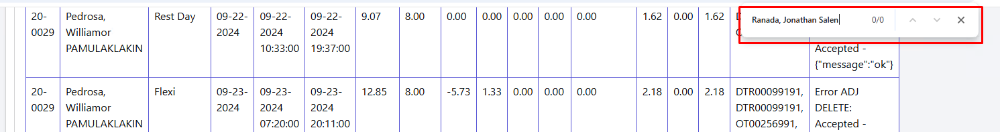 20-0029 Pedrosa, Williamor PAMULAKLAKIN Rest Day 09-22-2024 09-22-2024 10:33:00 09-22-2024 19:37:00 9.07 8.00 0.00 0.00 0.00 0.00 0.00 1.62 0.00 1.62
Ranada, Jonathan Salen 0/0
Accepted -
{"message":"ok"}
20-0029 Pedrosa, Williamor PAMULAKLAKIN Flexi 09-23-2024 09-23-2024 07:20:00 09-23-2024 20:11:00 12.85 8.00 -5.73 1.33 0.00 0.00 0.00 2.18 0.00 2.18 DTR00099191, DTR00099191, OT00256991, Error ADJ DELETE: Accepted -